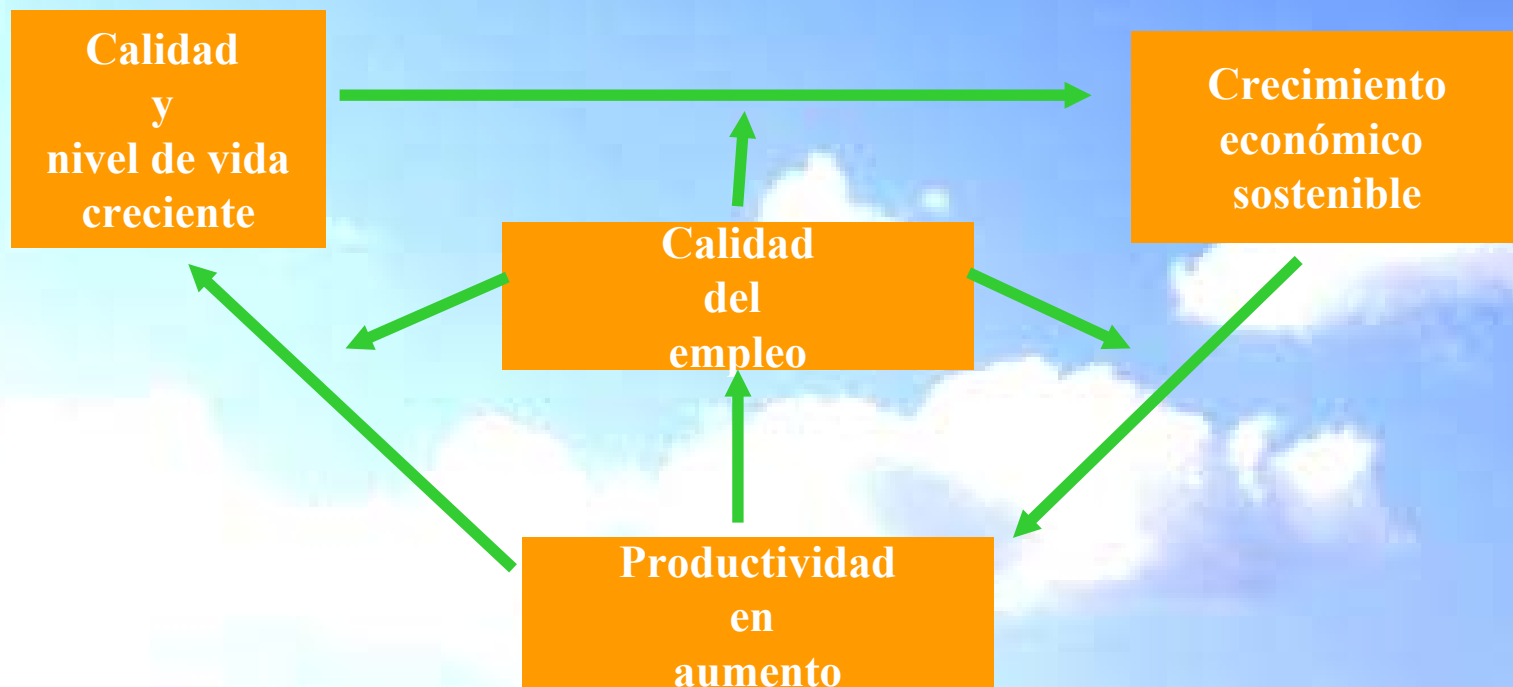 Calidad
y
nivel de vida
creciente
Crecimiento
económico
sostenible
Calidad
del
empleo
Productividad
en
aumento